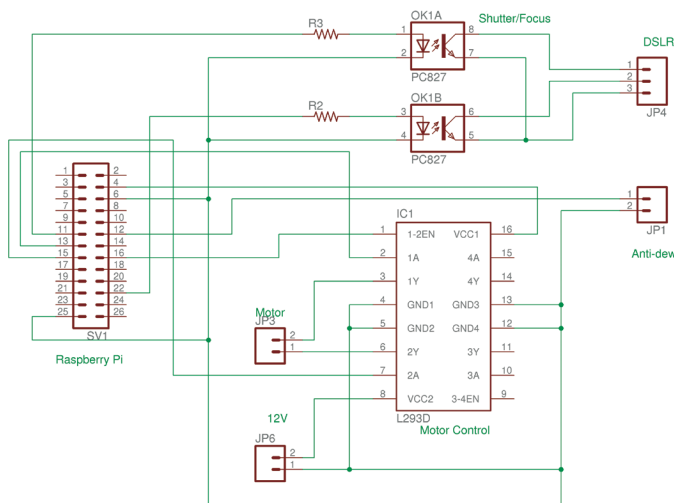 OK1A
Shutter/Focus
R3
1
8
2
7
PC827
DSLR
1
2
3
JP4
OK1B
R2
3
6
4
5
PC827
1
2
3
4
5
6
7
8
9
10
11
12
13
14
15
16
17
18
19
20
21
22
23
24
25
26
SV1
Raspberry Pi
1
2
JP1
Anti-dew
IC1
1
1-2EN
VCC1
16
2
1A
4A
15
3
1Y
4Y
14
4
GND1
GND3
13
5
GND2
GND4
12
6
2Y
3Y
11
7
2A
3A
10
8
VCC2
3-4EN
9
L293D
Motor Control
Motor
JP3
2
1
12V
JP6
2
1